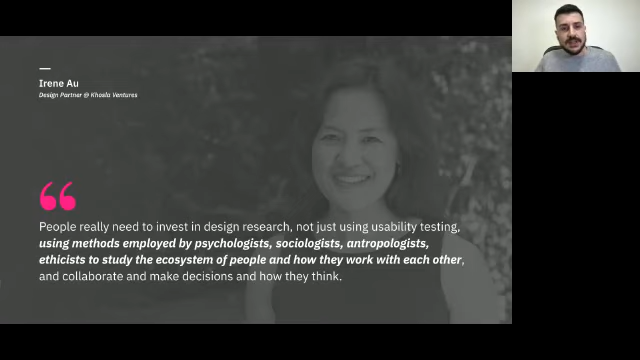 Irene Au
Design Partner @ Khosla Ventures
People really need to invest in design research, not just using usability testing,
using methods employed by psychologists, sociologists, antropologists,
ethicists to study the ecosystem of people and how they work with each other,
and collaborate and make decisions and how they think.